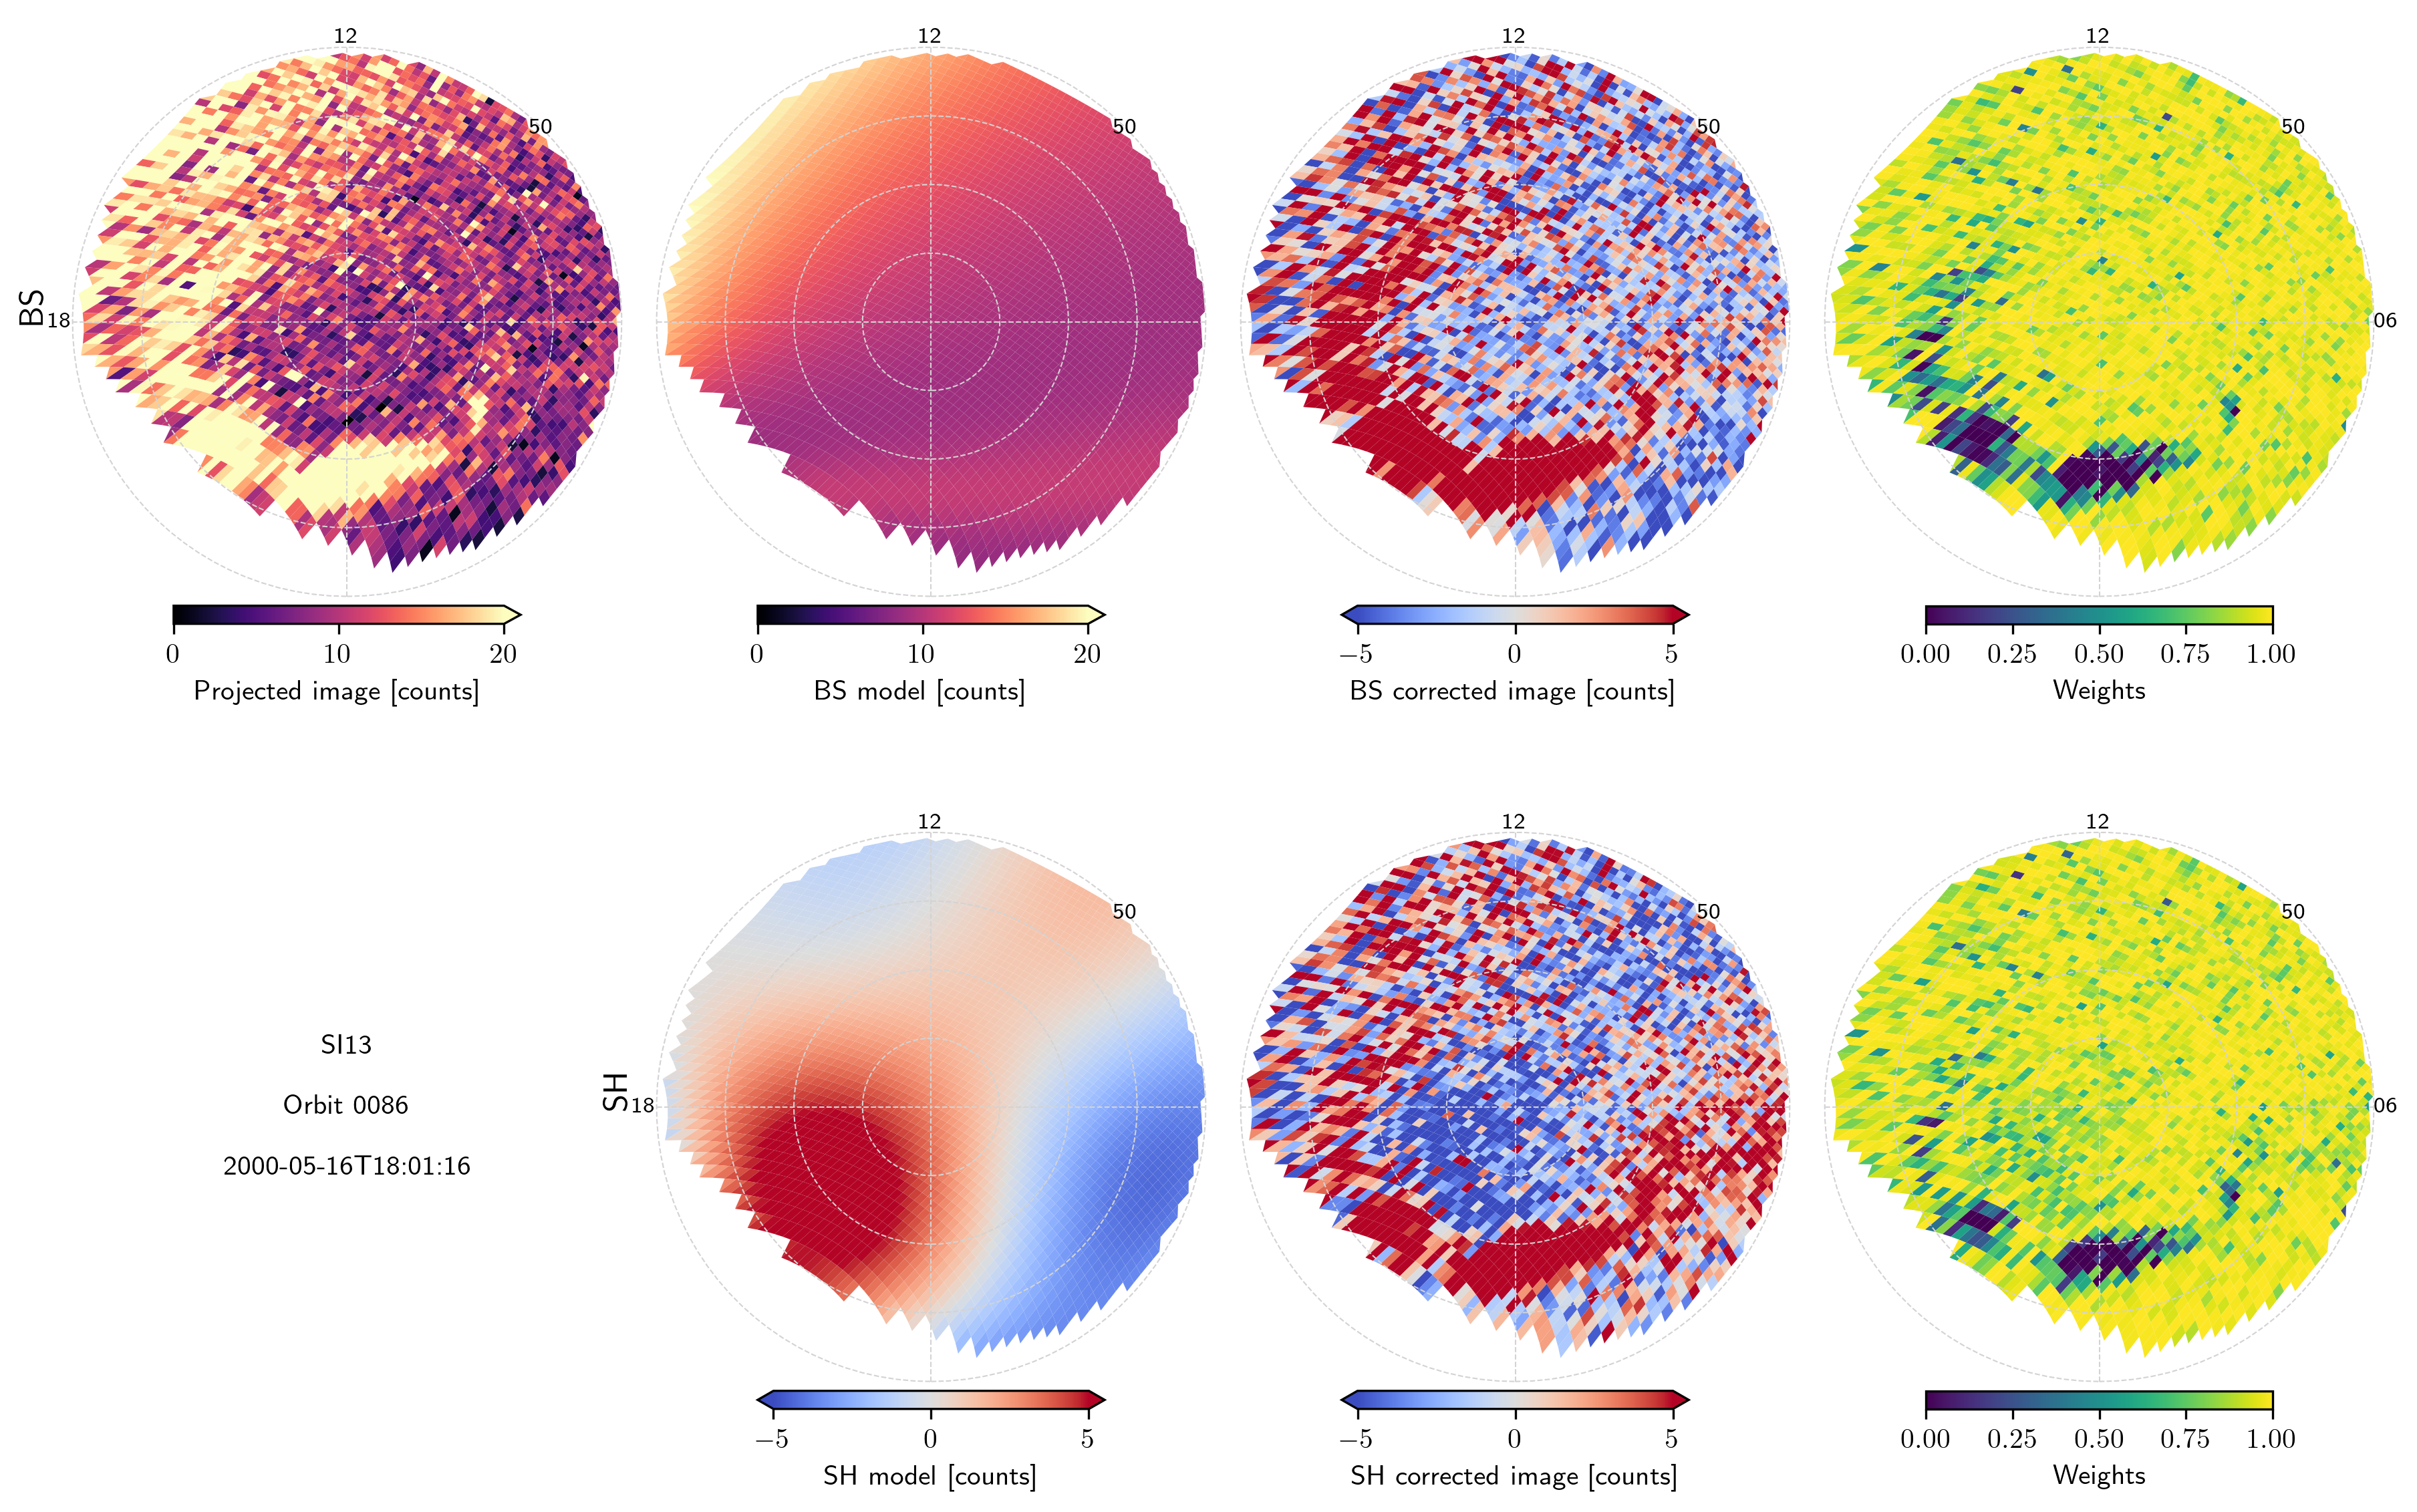 12 12 12 12
50 50 50 50
BS 18 06
0 10 20 0 10 20 −5 0 5 0.00 0.25 0.50 0.75 1.00
Projected image [counts] BS model [counts] BS corrected image [counts] Weights
12 12 12
50 50 50
SI13
Orbit 0086
2000-05-16T18:01:16
SH 18 06
−5 0 5 −5 0 5 0.00 0.25 0.50 0.75 1.00
SH model [counts] SH corrected image [counts] Weights